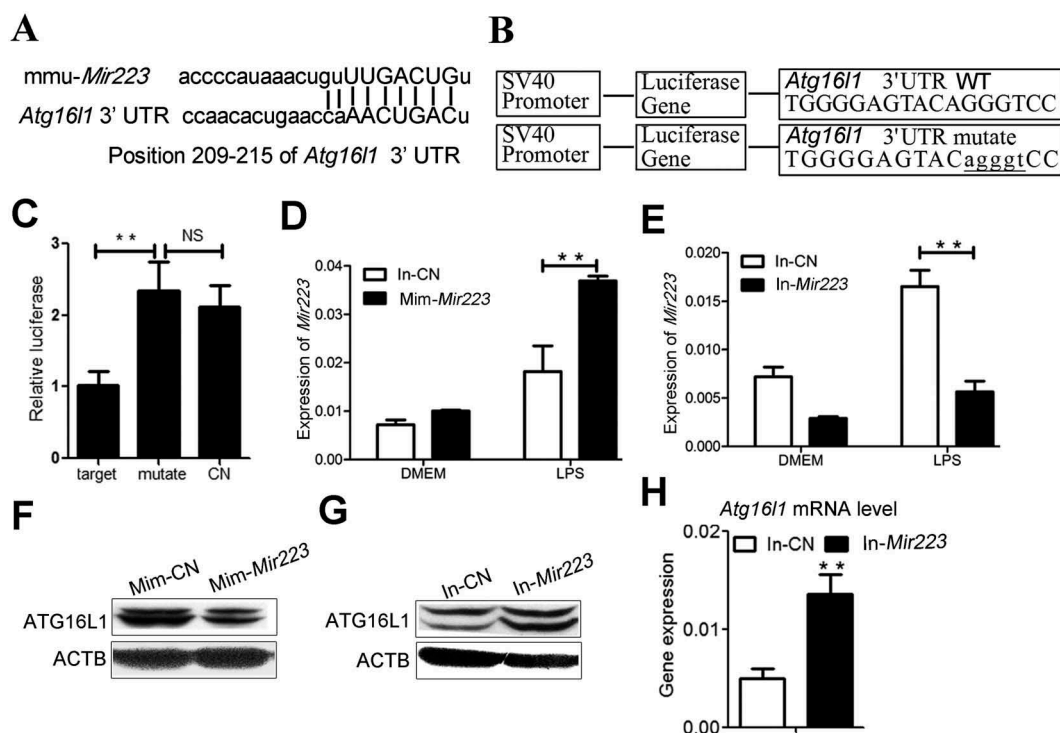 A
mmu-Mir223 accccauaaacuguUUGACUGu
Atg16l1 3' UTR ccaacacugaaccaAACUGACu
Position 209-215 of Atg16l1 3' UTR
B
SV40 Promoter
Luciferase Gene
Atg16l1 3'UTR WT
TGGGGAGTACAGGGTCC
SV40 Promoter
Luciferase Gene
Atg16l1 3'UTR mutate
TGGGGAGTACagggtCC
C
Relative luciferase
3
2
1
0
** NS
target mutate CN
D
Expression of Mir223
0.04
0.03
0.02
0.01
0.00
In-CN
Mim-Mir223
**
DMEM LPS
E
Expression of Mir223
0.020
0.015
0.010
0.005
0.000
In-CN
In-Mir223
**
DMEM LPS
F
Mim-CN Mim-Mir223
ATG16L1
ACTB
G
In-CN In-Mir223
ATG16L1
ACTB
H
Atg16l1 mRNA level
In-CN In-Mir223
**
Gene expression
0.02
0.01
0.00